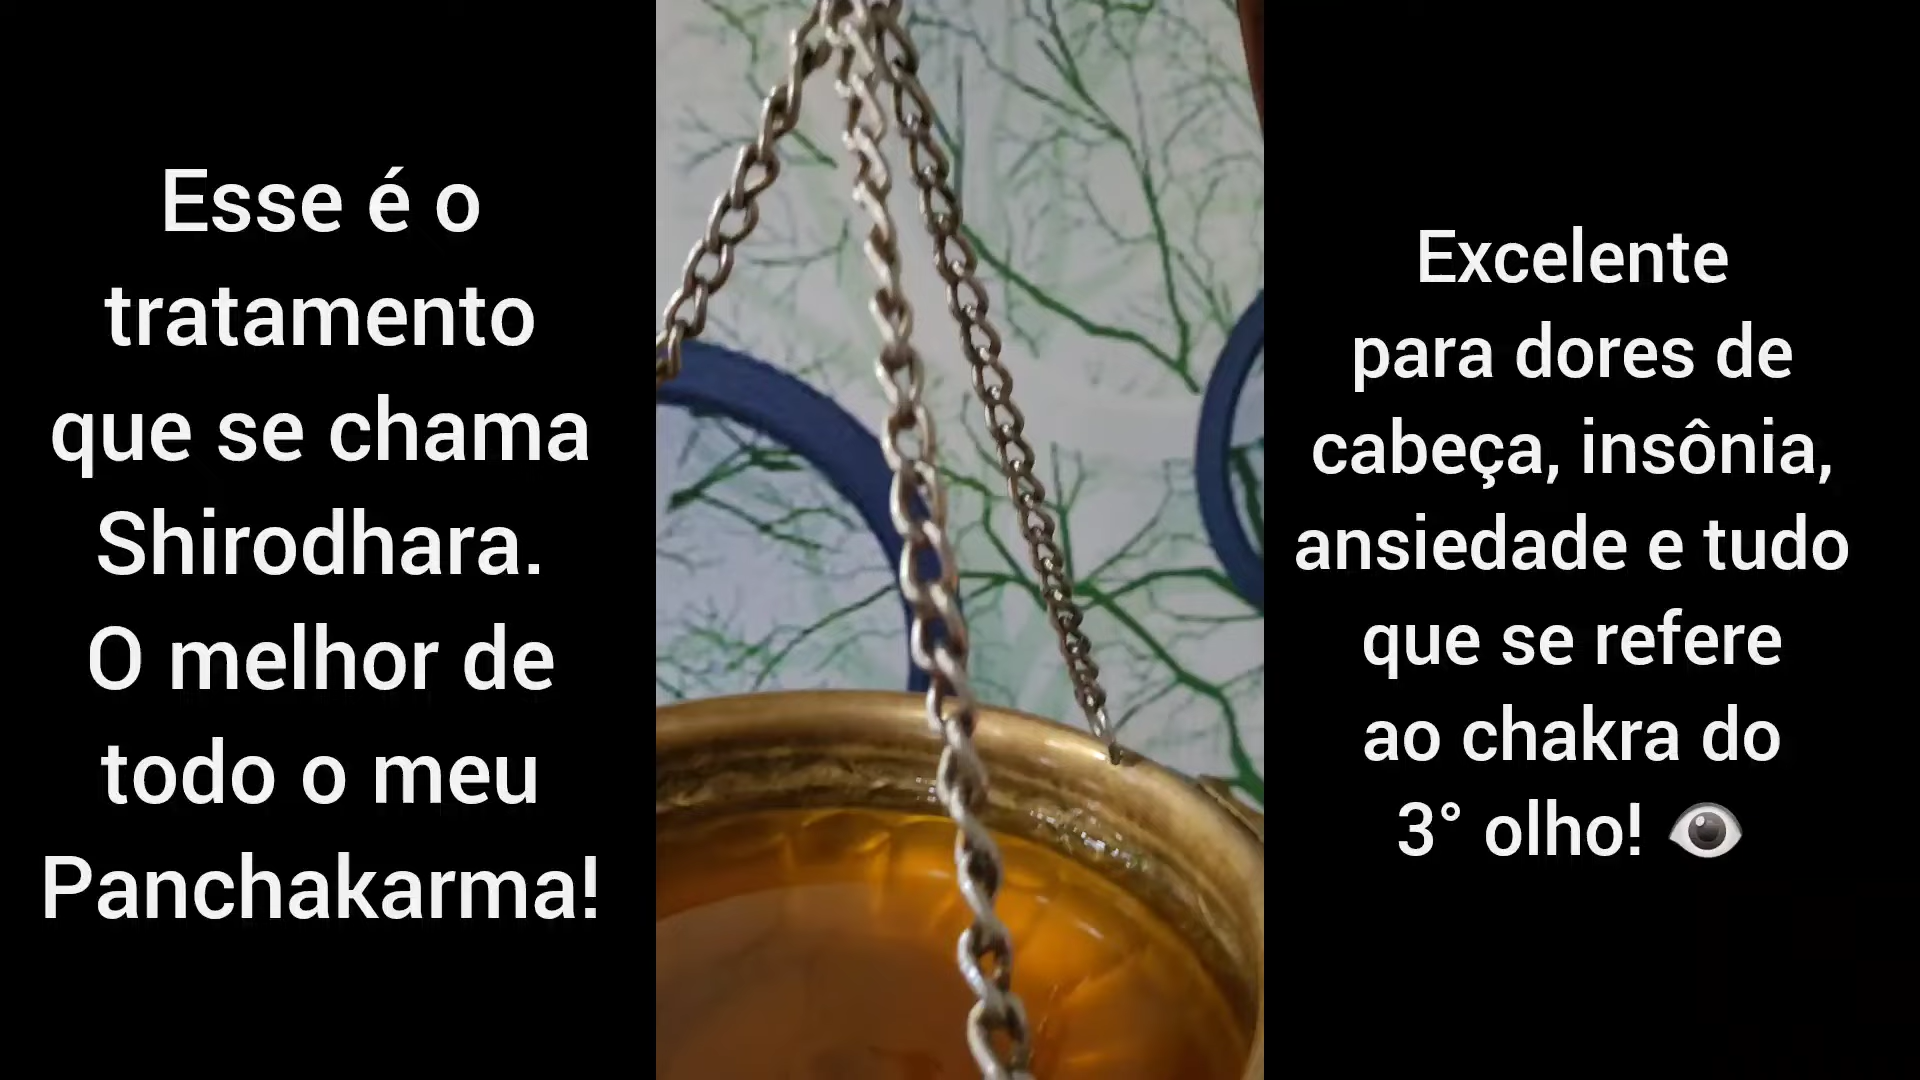 Esse é o
tratamento
que se chama
Shirodhara.
O melhor de
todo o meu
Panchakarma!
Excelente
para dores de
cabeça, insônia,
ansiedade e tudo
que se refere
ao chakra do
3° olho! 👁